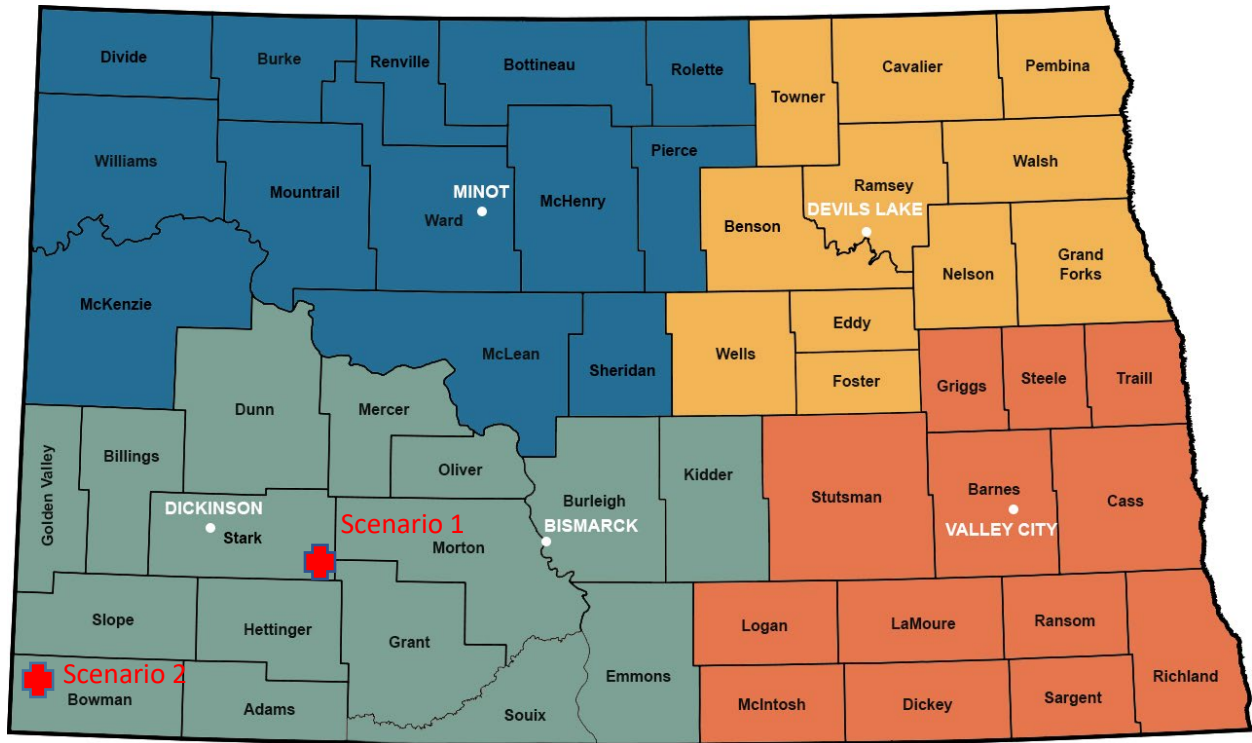 Divide
Burke
Renville
Bottineau
Rolette
Towner
Cavalier
Pembina
Williams
Mountrail
MINOT
Ward
McHenry
Pierce
Benson
Ramsey
DEVILS LAKE
Walsh
Nelson
Grand
Forks
McKenzie
McLean
Sheridan
Wells
Eddy
Foster
Griggs
Steele
Traill
Golden Valley
Billings
Dunn
Mercer
Oliver
Burleigh
Kidder
Stutsman
Barnes
VALLEY CITY
Cass
DICKINSON
Stark
Scenario 1
Morton
BISMARCK
Slope
Hettinger
Grant
Emmons
Logan
LaMoure
Ransom
Richland
Scenario 2
Bowman
Adams
Souix
McIntosh
Dickey
Sargent